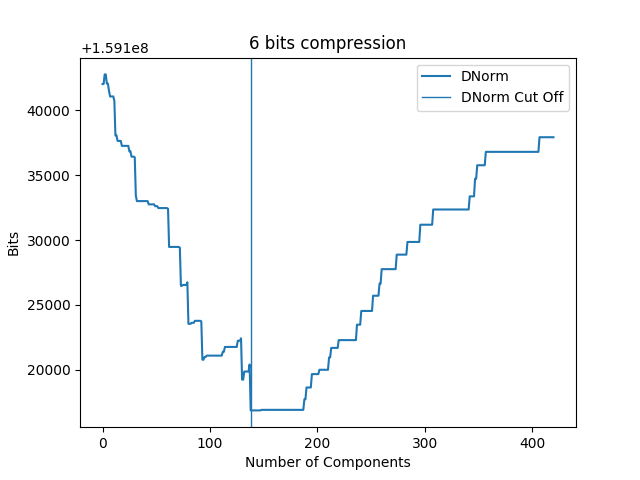 6 bits compression
+1.591e8
DNorm
DNorm Cut Off
40000
35000
30000
25000
20000
Bits
0 100 200 300 400
Number of Components